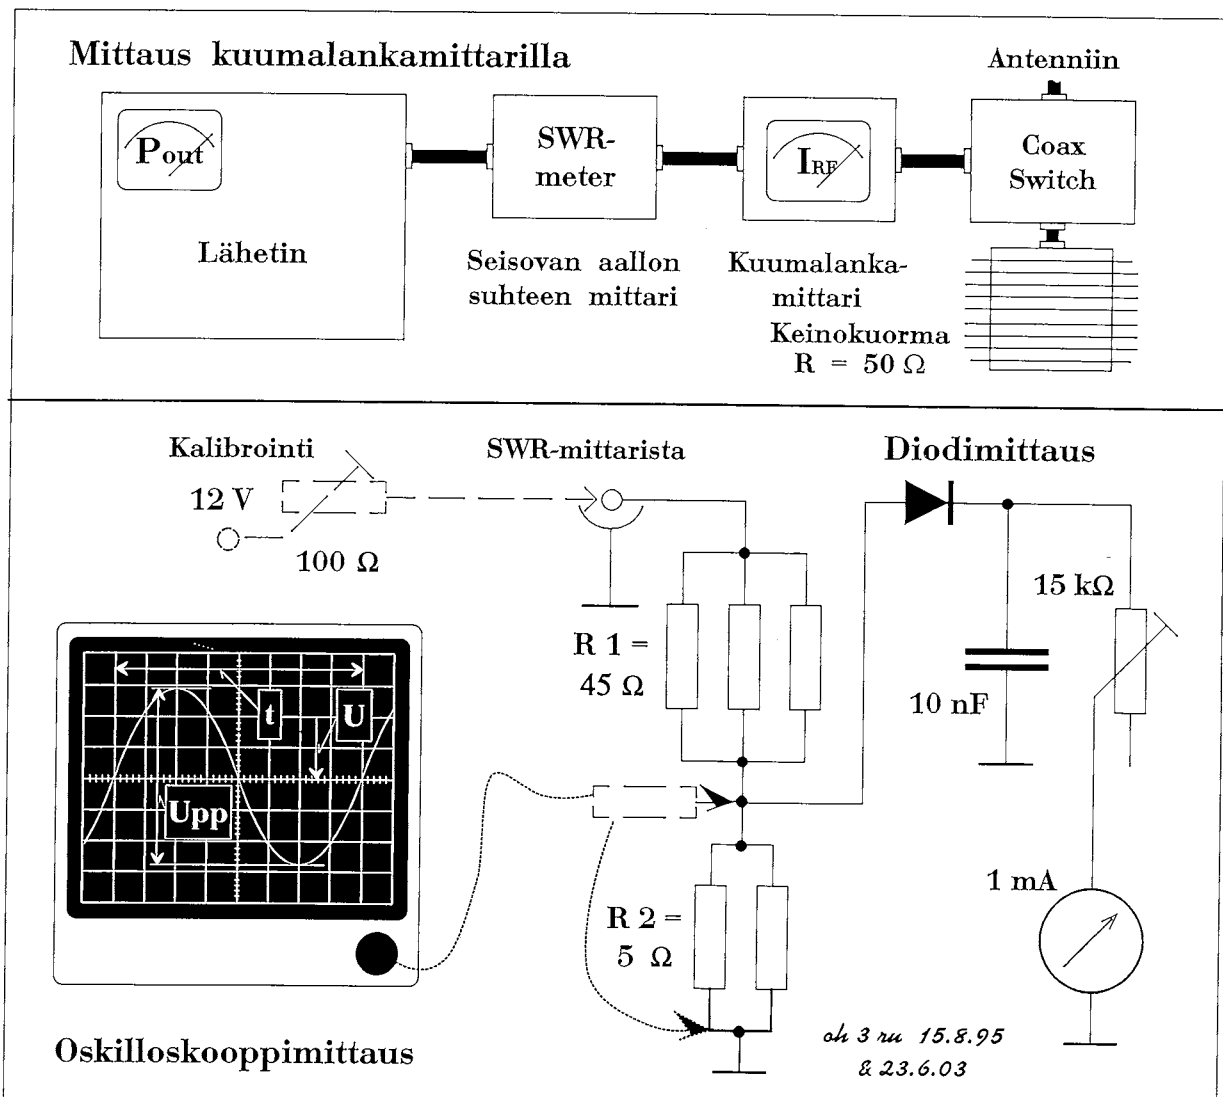 Mittaus kuumalankamittarilla
Antenniin
Pout
SWR-
meter
IRF
Coax
Switch
Lähetin
Seisovan aallon
suhteen mittari
Kuumalanka-
mittari
Keinokuorma
R = 50 Ω
Kalibrointi
12 V
100 Ω
SWR-mittarista
Diodimittaus
R 1 =
45 Ω
15 kΩ
10 nF
t
U
Upp
R 2 =
5 Ω
1 mA
Oskilloskooppimittaus
oh 3 ru 15.8.95
& 23.6.03